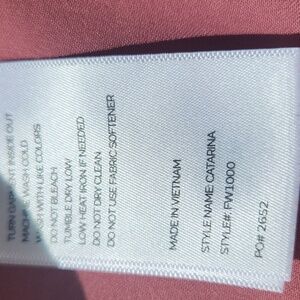 TURN GARMENT INSIDE OUT
MACHINE WASH COLD
WASH WITH LIKE COLORS
DO NOT BLEACH
TUMBLE DRY LOW
LOW HEAT IRON IF NEEDED
DO NOT DRY CLEAN
DO NOT USE FABRIC SOFTENER
MADE IN VIETNAM
STYLE NAME: CATARINA
STYLE#: FW1000
PO# 2652